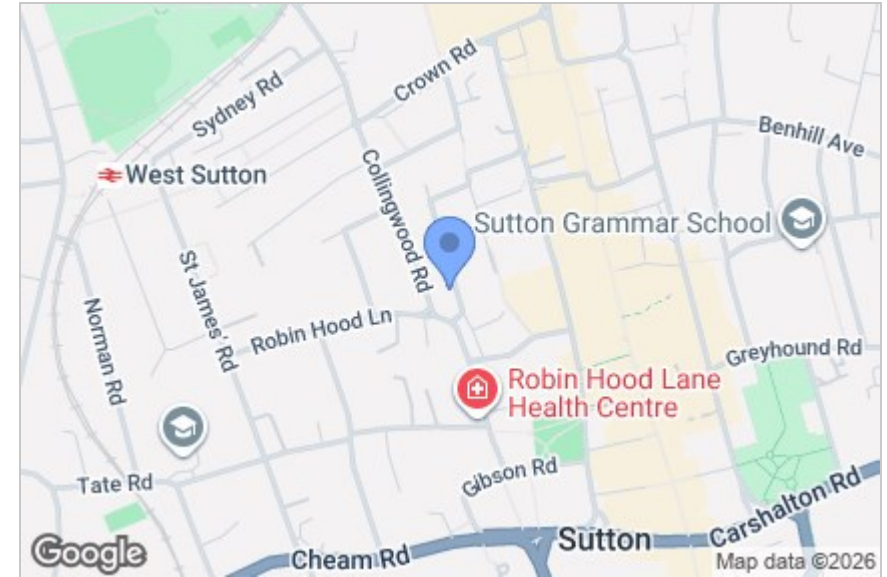 Crown Rd
Sydney Rd
Benhill Ave
West Sutton
Collingwood Rd
Sutton Grammar School
St James' Rd
Norman Rd
Robin Hood Ln
Greyhound Rd
Robin Hood Lane
Health Centre
Tate Rd
Gibson Rd
Carshalton Rd
Sutton
Cheam Rd
Google
Map data ©2026